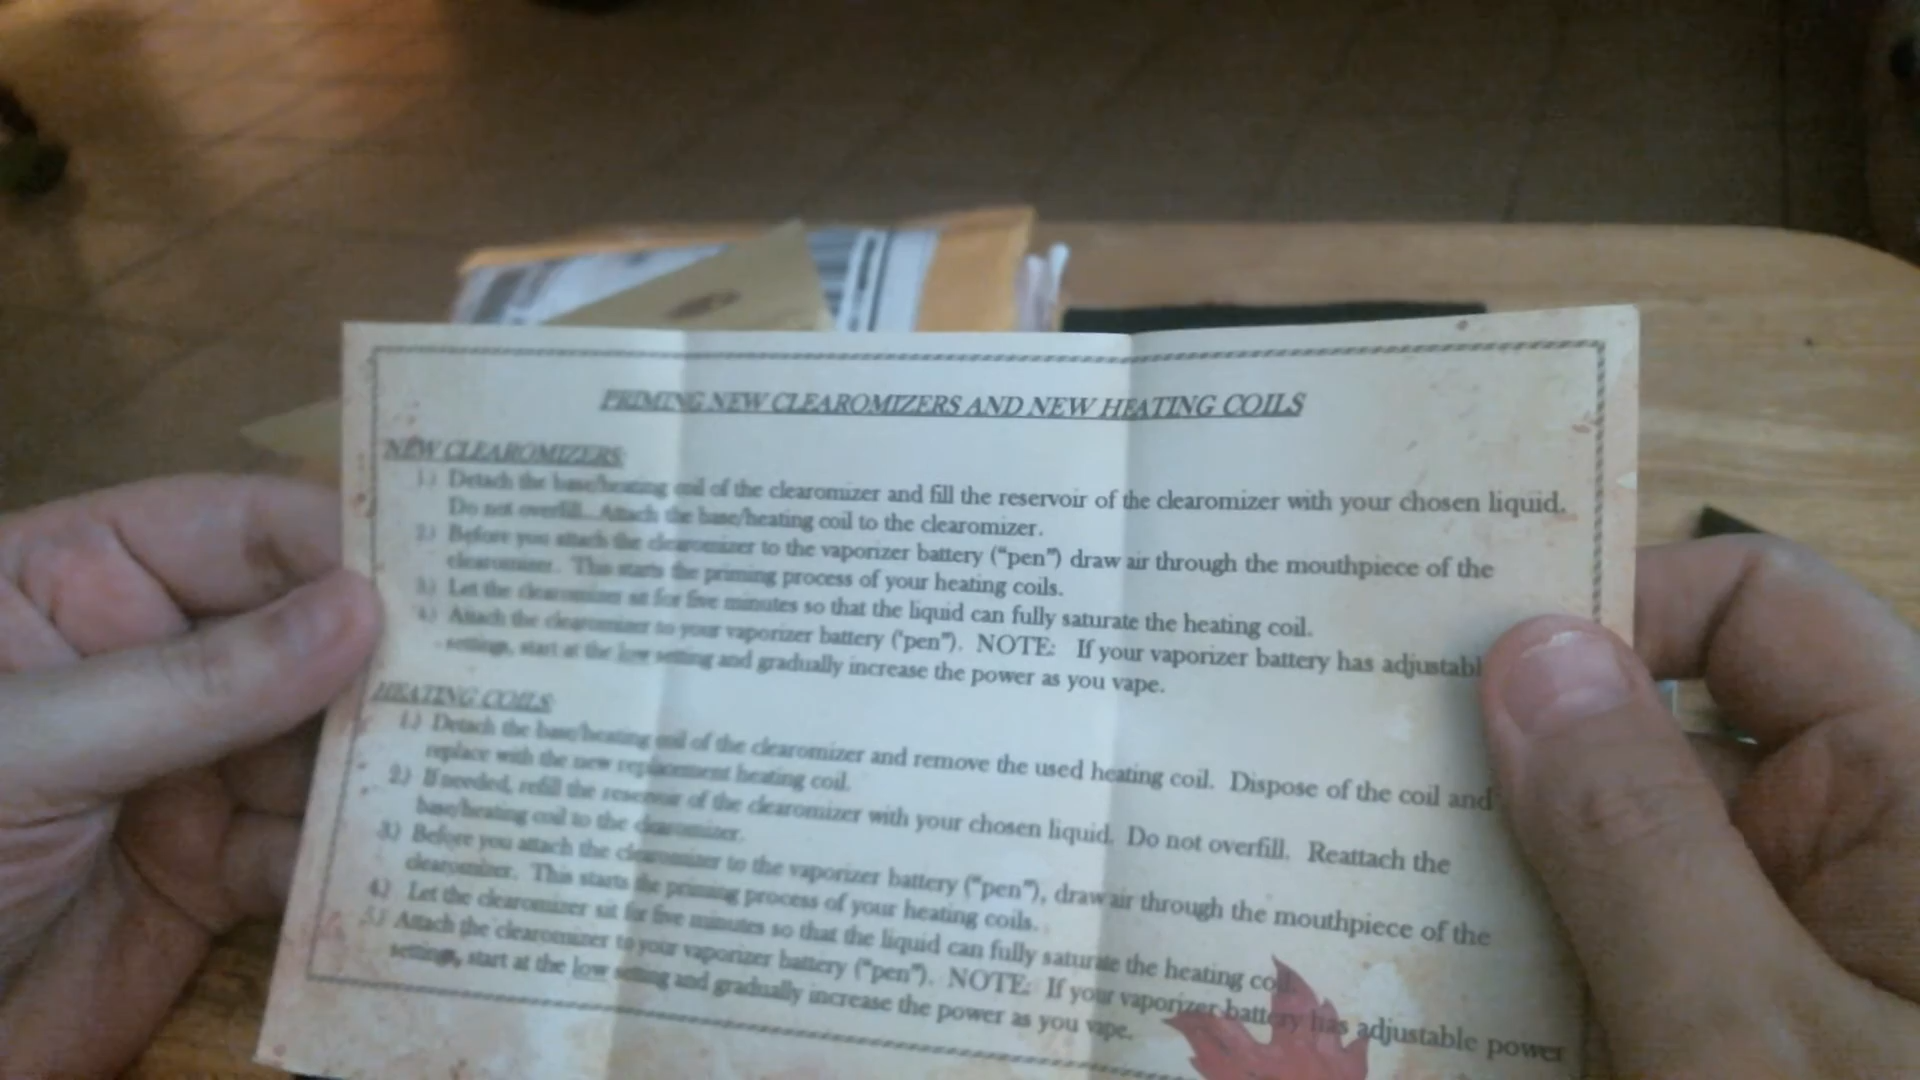 PRIMING NEW CLEAROMIZERS AND NEW HEATING COILS
NEW CLEAROMIZERS:
1.) Detach the base/heating coil of the clearomizer and fill the reservoir of the clearomizer with your chosen liquid.
Do not overfill. Attach the base/heating coil to the clearomizer.
2.) Before you attach the clearomizer to the vaporizer battery ("pen") draw air through the mouthpiece of the
clearomizer. This starts the priming process of your heating coils.
3.) Let the clearomizer sit for five minutes so that the liquid can fully saturate the heating coil.
4.) Attach the clearomizer to your vaporizer battery ('pen"). NOTE: If your vaporizer battery has adjustabl
settings, start at the low setting and gradually increase the power as you vape.
HEATING COILS:
1.) Detach the base/heating coil of the clearomizer and remove the used heating coil. Dispose of the coil and
replace with the new replacement heating coil.
2.) If needed, refill the reservoir of the clearomizer with your chosen liquid. Do not overfill. Reattach the
base/heating coil to the clearomizer.
3.) Before you attach the clearomizer to the vaporizer battery ("pen"), draw air through the mouthpiece of the
clearomizer. This starts the priming process of your heating coils.
4.) Let the clearomizer sit for five minutes so that the liquid can fully saturate the heating coil.
5.) Attach the clearomizer to your vaporizer battery ("pen"). NOTE: If your vaporizer battery has adjustable power
settings, start at the low setting and gradually increase the power as you vape.